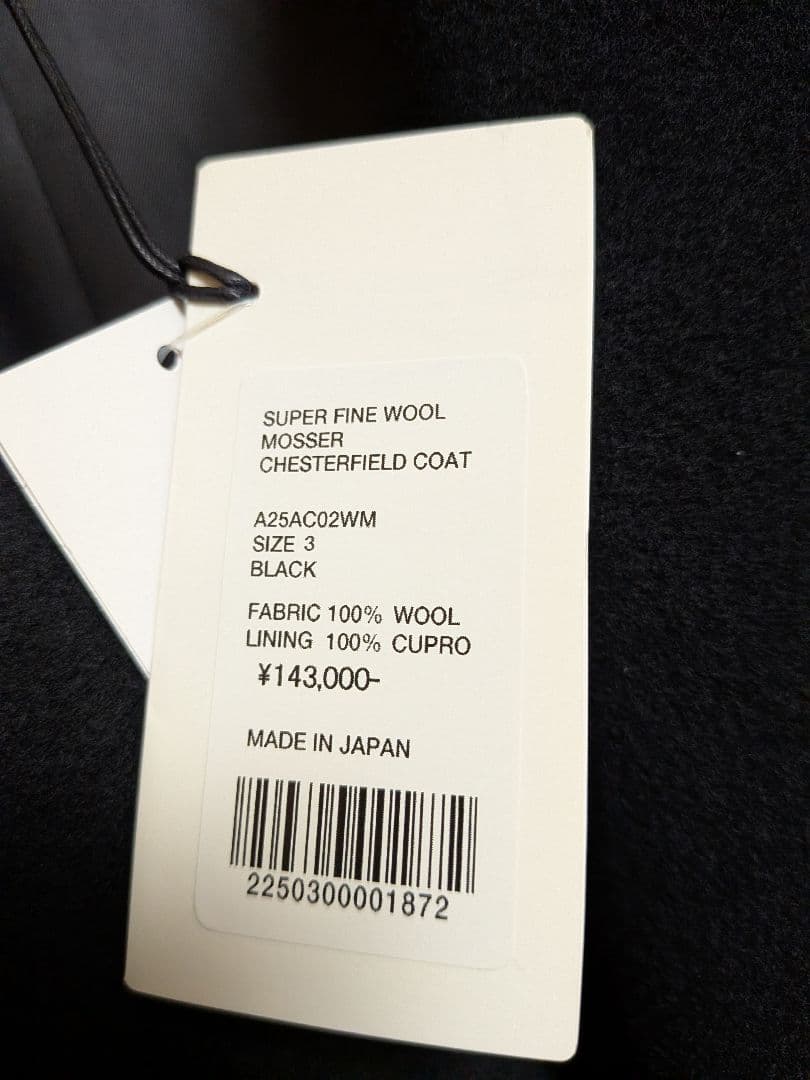 SUPER FINE WOOL
MOSSER
CHESTERFIELD COAT
A25AC02WM
SIZE 3
BLACK
FABRIC 100% WOOL
LINING 100% CUPRO
¥143,000-
MADE IN JAPAN
2250300001872